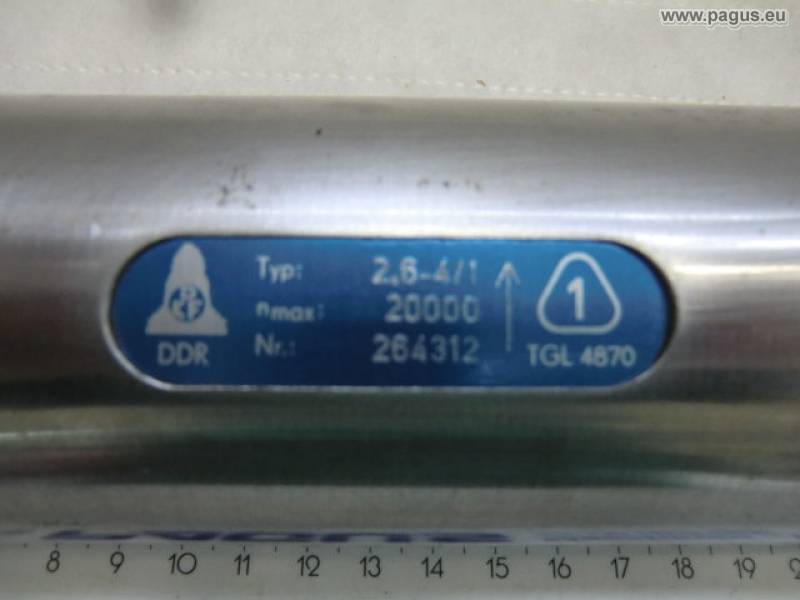 www.pagus.eu
Typ: 2.6-4/1
nmax: 20000
DDR Nr.: 264312
1
TGL 4870
8 9 10 11 12 13 14 15 16 17 18 19